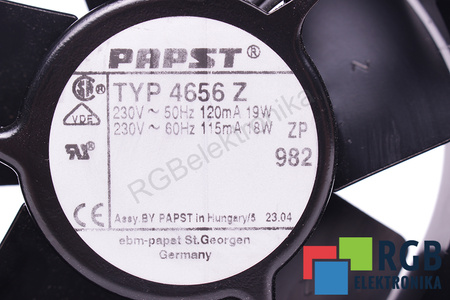 PAPST®
TYP 4656 Z
230V ~ 50Hz 120mA 19W
230V ~ 60Hz 115mA 18W
ZP
982
VDE
Assy. BY PAPST in Hungary/5 23.04
ebm-papst St.Georgen
Germany
RGBelektronika
RGB
ELEKTRONIKA